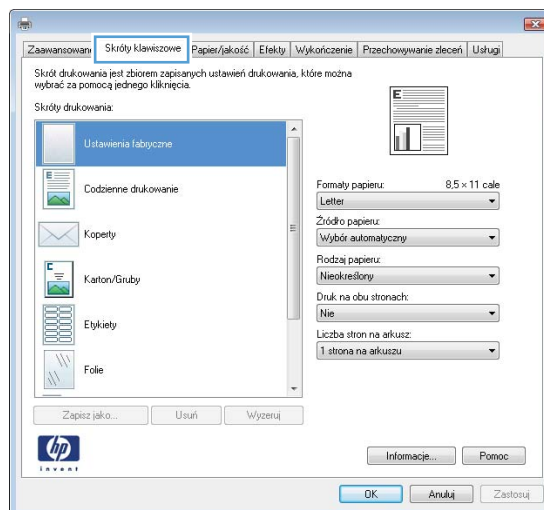 Zaawansowane Skróty klawiszowe Papier/jakość Efekty Wykończenie Przechowywanie zleceń Usługi
Skrót drukowania jest zbiorem zapisanych ustawień drukowania, które można
wybrać za pomocą jednego kliknięcia.
Skróty drukowania:
Ustawienia fabryczne
Codzienne drukowanie
Koperty
Karton/Gruby
Etykiety
Folie
E
E
E
Formaty papieru: 8,5 × 11 cale
Letter
Źródło papieru:
Wybór automatyczny
Rodzaj papieru:
Nieokreślony
Druk na obu stronach:
Nie
Liczba stron na arkusz:
1 strona na arkuszu
Zapisz jako... Usuń Wyzeruj
hp
invent
Informacje... Pomoc
OK Anuluj Zastosuj